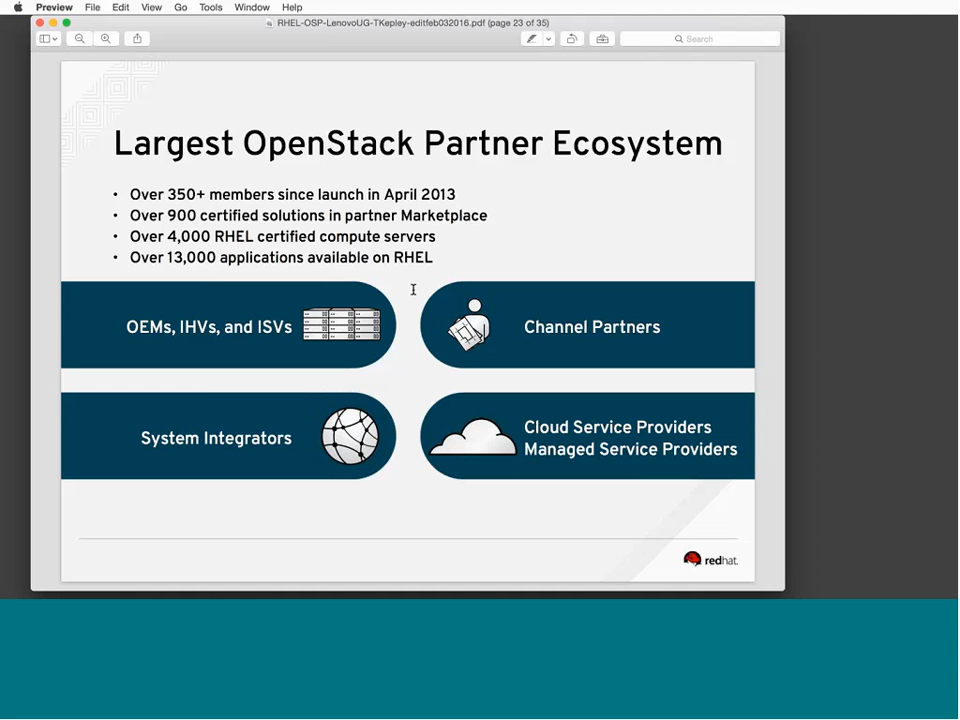 Preview File Edit View Go Tools Window Help
RHEL-OSP-LenovoUG-TKepley-editfeb032016.pdf (page 23 of 35)
Search
Largest OpenStack Partner Ecosystem
• Over 350+ members since launch in April 2013
• Over 900 certified solutions in partner Marketplace
• Over 4,000 RHEL certified compute servers
• Over 13,000 applications available on RHEL
OEMs, IHVs, and ISVs
Channel Partners
System Integrators
Cloud Service Providers
Managed Service Providers
redhat.